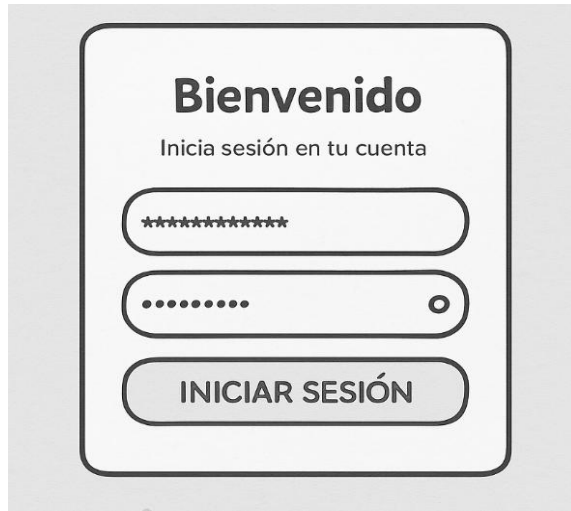 Bienvenido
Inicia sesión en tu cuenta
************
•••••••••
INICIAR SESIÓN